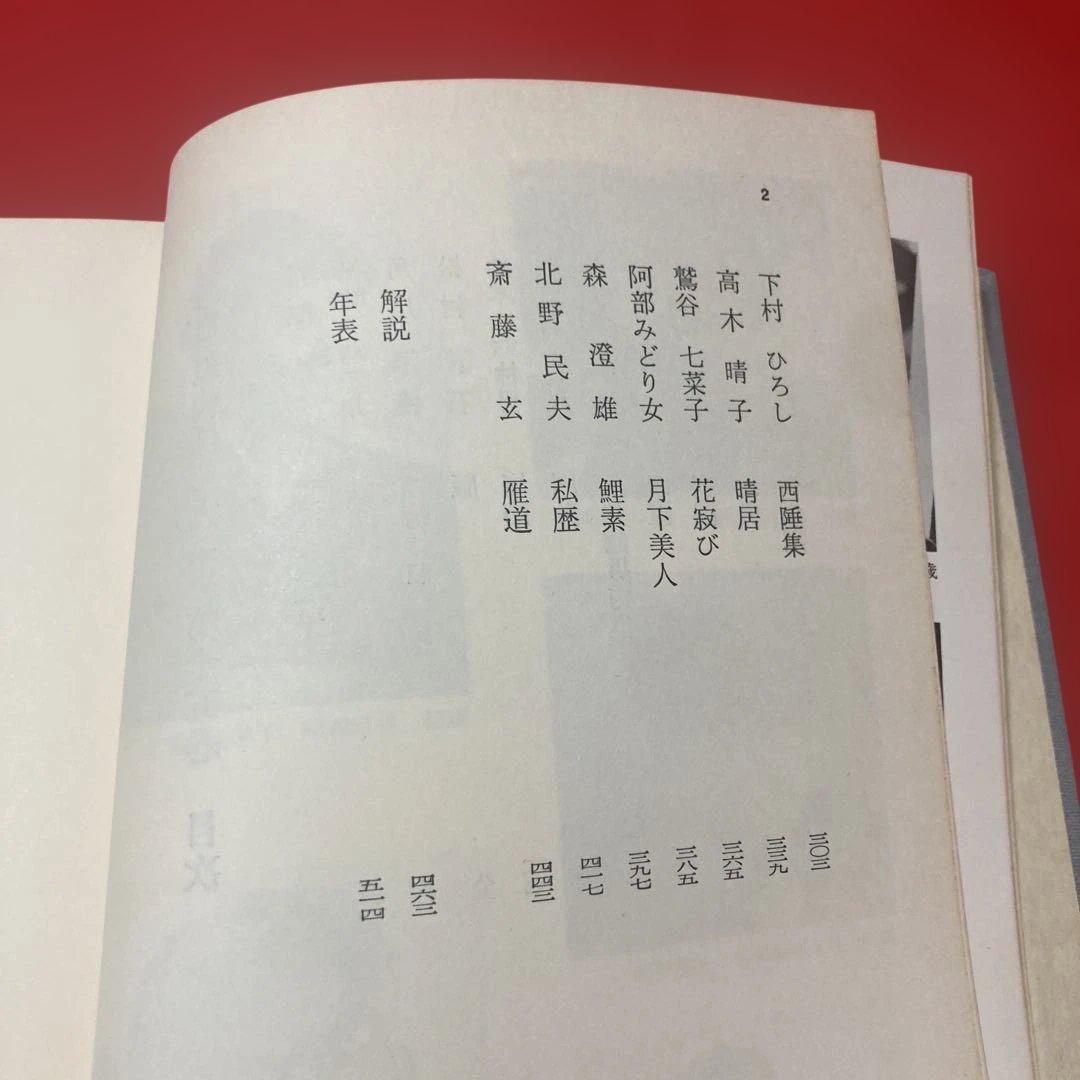 2
下村 ひろし 西陲集 三〇三
高木晴子 晴居 三三九
鷲谷 七菜子 花寂び 三六五
阿部みどり女 月下美人 三八五
森 澄雄 鯉素 三九七
北野民夫 私歴 四一七
斎藤玄 雁道 四四三
解説 四六三
年表 五一四